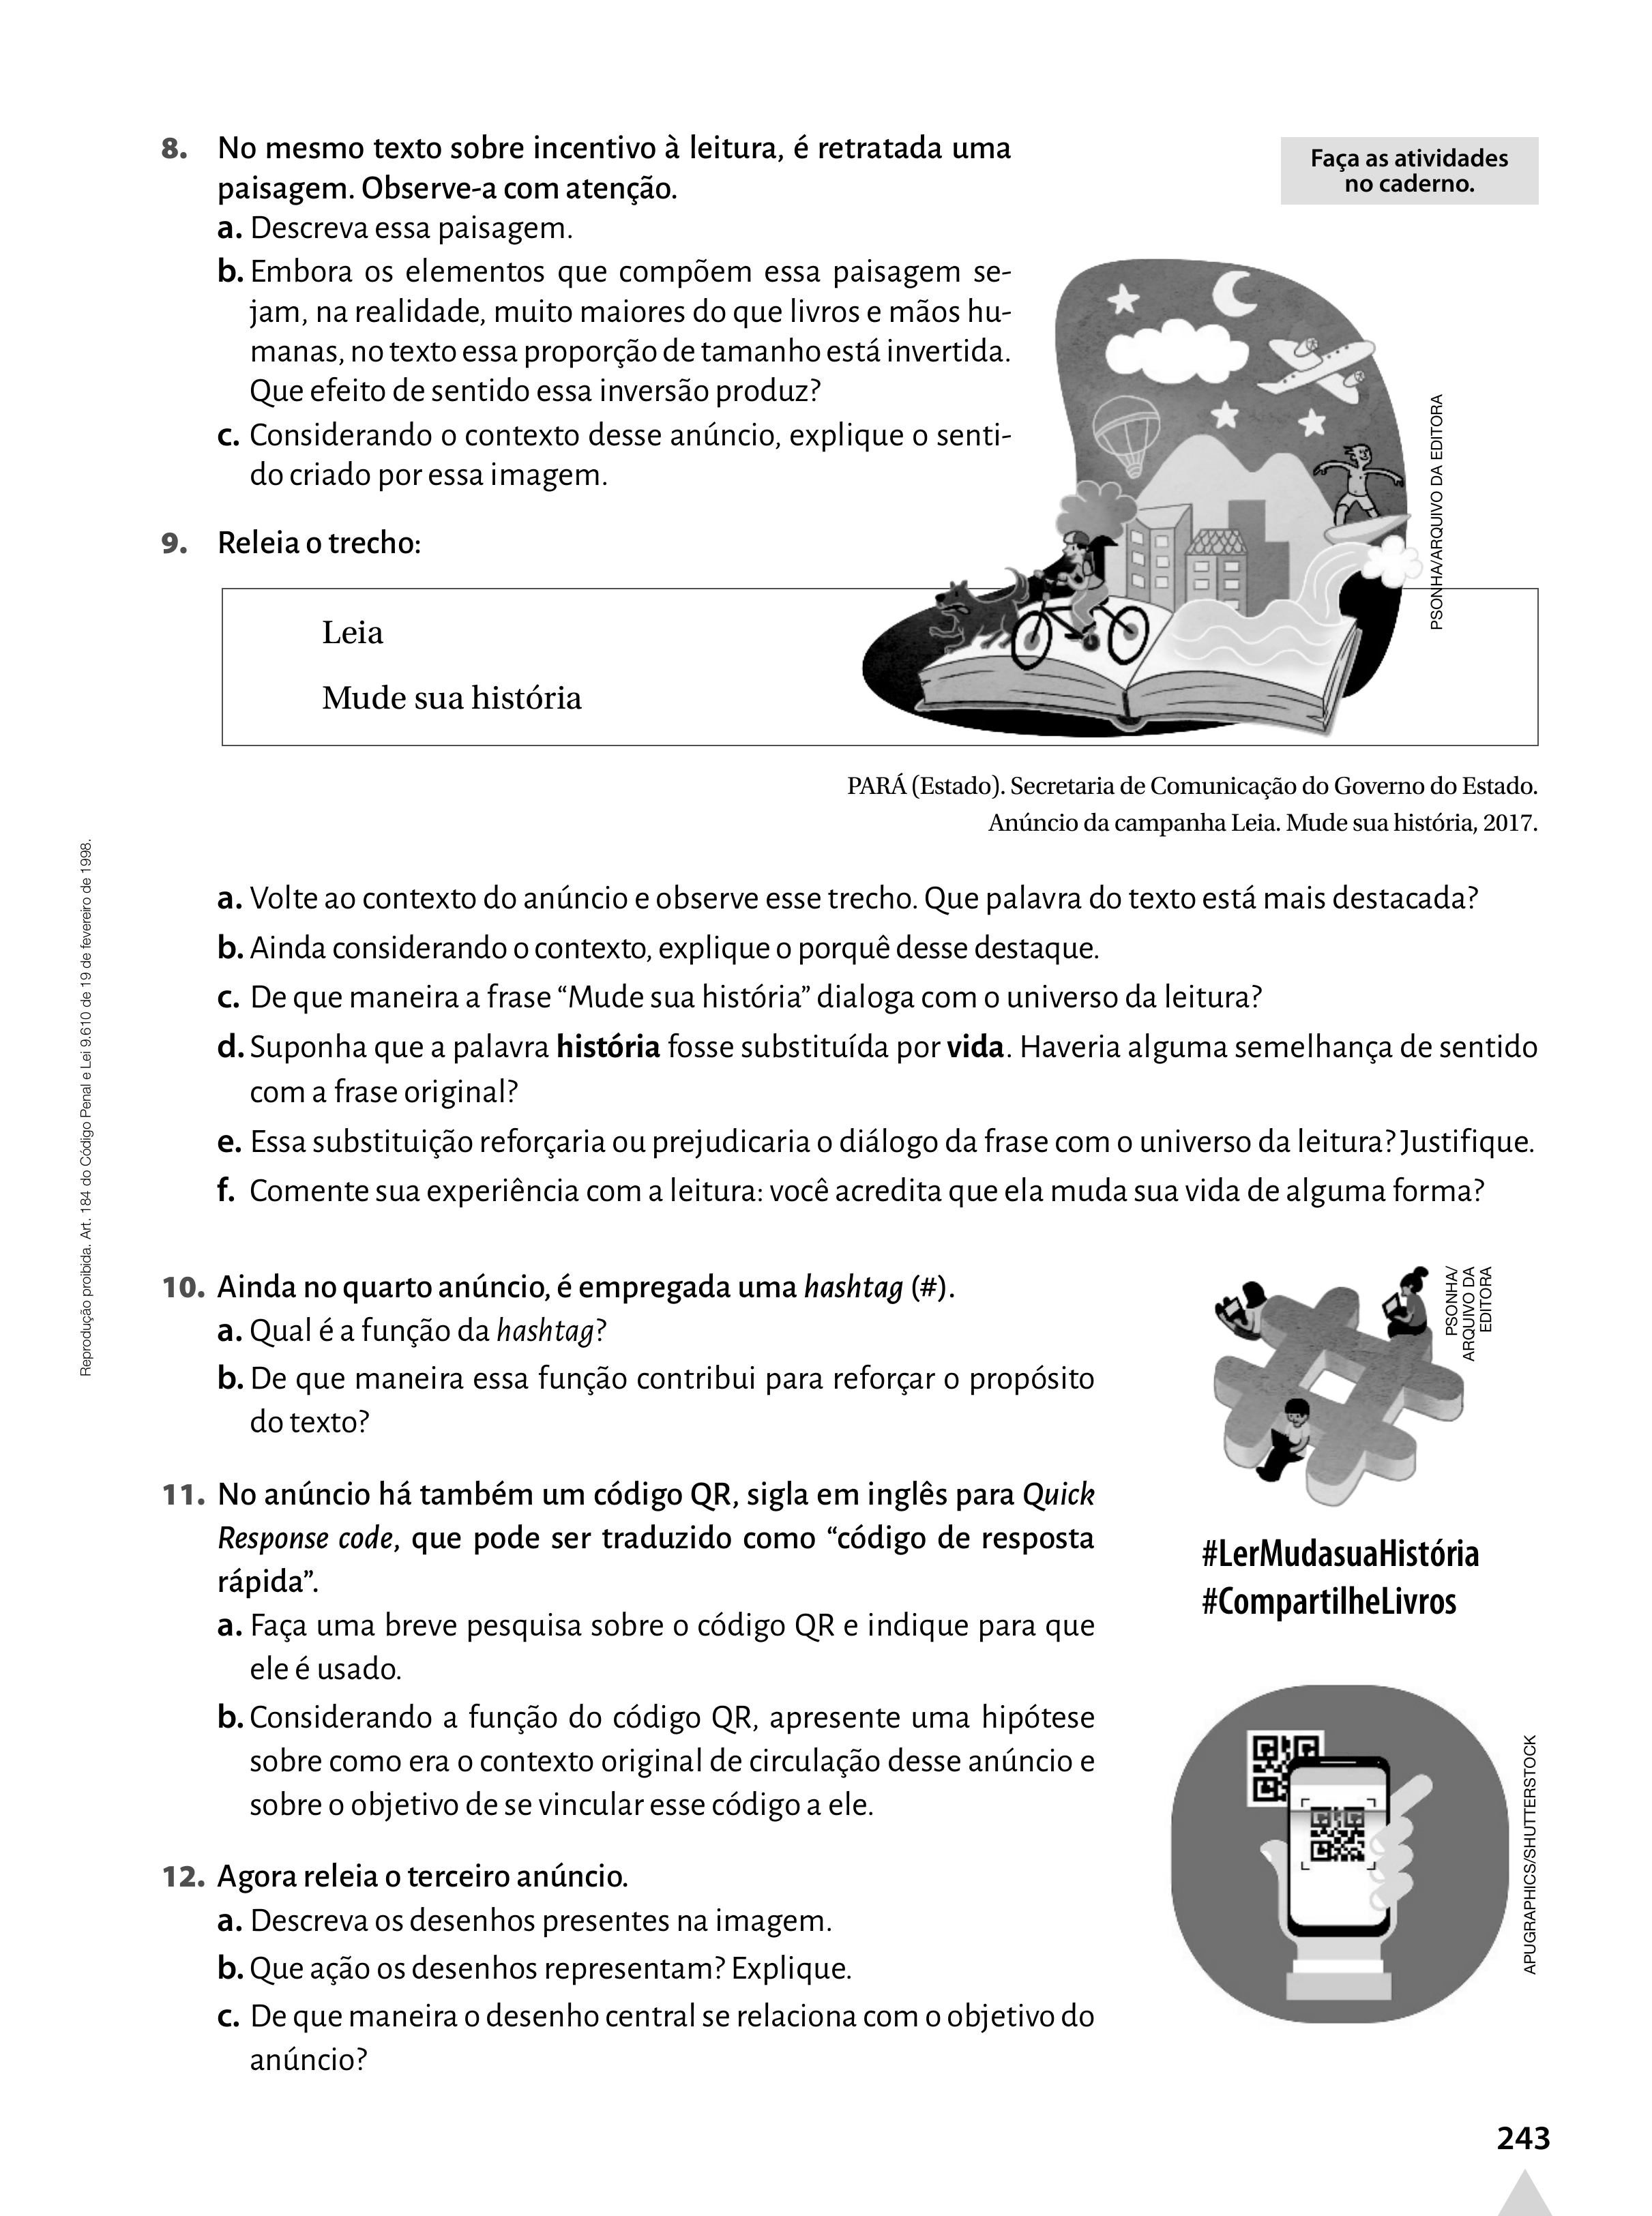 8. No mesmo texto sobre incentivo à leitura, é retratada uma
paisagem. Observe-a com atenção.
a. Descreva essa paisagem.
b. Embora os elementos que compõem essa paisagem se-
jam, na realidade, muito maiores do que livros e mãos hu-
manas, no texto essa proporção de tamanho está invertida.
Que efeito de sentido essa inversão produz?
c. Considerando o contexto desse anúncio, explique o senti-
do criado por essa imagem.
Faça as atividades
no caderno.
PSONHA/ARQUIVO DA EDITORA
9. Releia o trecho:
Leia
Mude sua história
PARÁ (Estado). Secretaria de Comunicação do Governo do Estado.
Anúncio da campanha Leia. Mude sua história, 2017.
a. Volte ao contexto do anúncio e observe esse trecho. Que palavra do texto está mais destacada?
b. Ainda considerando o contexto, explique o porquê desse destaque.
c. De que maneira a frase “Mude sua história” dialoga com o universo da leitura?
d. Suponha que a palavra história fosse substituída por vida. Haveria alguma semelhança de sentido
com a frase original?
e. Essa substituição reforçaria ou prejudicaria o diálogo da frase com o universo da leitura? Justifique.
f. Comente sua experiência com a leitura: você acredita que ela muda sua vida de alguma forma?
Reprodução proibida. Art. 184 do Código Penal e Lei 9.610 de 19 de fevereiro de 1998.
10. Ainda no quarto anúncio, é empregada uma hashtag (#).
a. Qual é a função da hashtag?
b. De que maneira essa função contribui para reforçar o propósito
do texto?
PSONHA/
ARQUIVO DA
EDITORA
#LerMudasuaHistória
#CompartilheLivros
11. No anúncio há também um código QR, sigla em inglês para Quick
Response code, que pode ser traduzido como “código de resposta
rápida”.
a. Faça uma breve pesquisa sobre o código QR e indique para que
ele é usado.
b. Considerando a função do código QR, apresente uma hipótese
sobre como era o contexto original de circulação desse anúncio e
sobre o objetivo de se vincular esse código a ele.
APUGRAPHICS/SHUTTERSTOCK
12. Agora releia o terceiro anúncio.
a. Descreva os desenhos presentes na imagem.
b. Que ação os desenhos representam? Explique.
c. De que maneira o desenho central se relaciona com o objetivo do
anúncio?
243